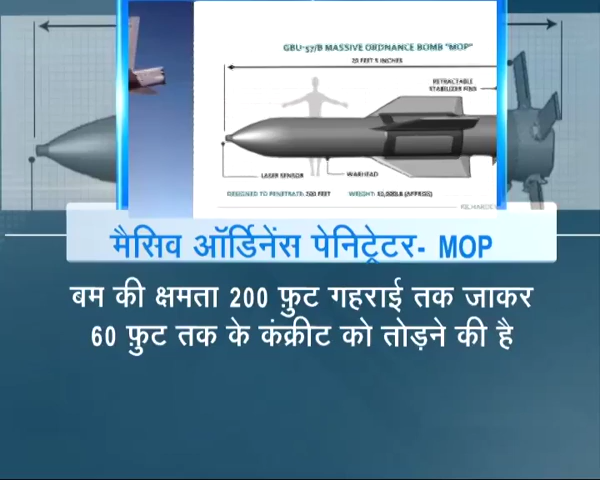 GBU-57/B MASSIVE ORDNANCE BOMB "MOP"
20 FEET 5 INCHES
RETRACTABLE
STABILIZER FINS
LASER SENSOR
WARHEAD
DESIGNED TO PENETRATE: 200 FEET WEIGHT:
मैसिव ऑर्डिनेंस पेनिट्रेटर- MOP
बम की क्षमता 200 फ़ुट गहराई तक जाकर
60 फ़ुट तक के कंक्रीट को तोड़ने की है